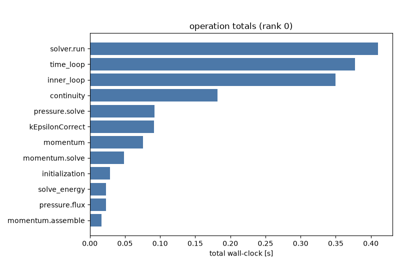 operation totals (rank 0)
solver.run
time_loop
inner_loop
continuity
pressure.solve
kEpsilonCorrect
momentum
momentum.solve
initialization
solve_energy
pressure.flux
momentum.assemble
0.00 0.05 0.10 0.15 0.20 0.25 0.30 0.35 0.40
total wall-clock [s]